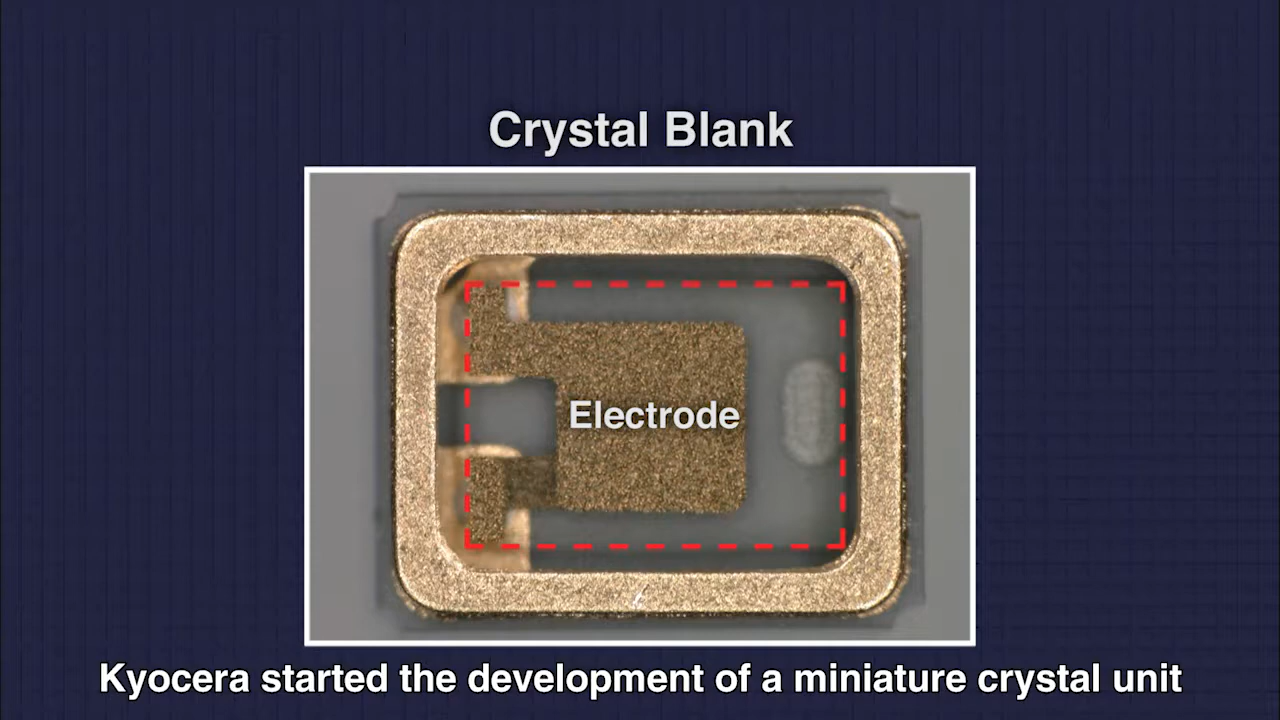 Crystal Blank
Electrode
Kyocera started the development of a miniature crystal unit